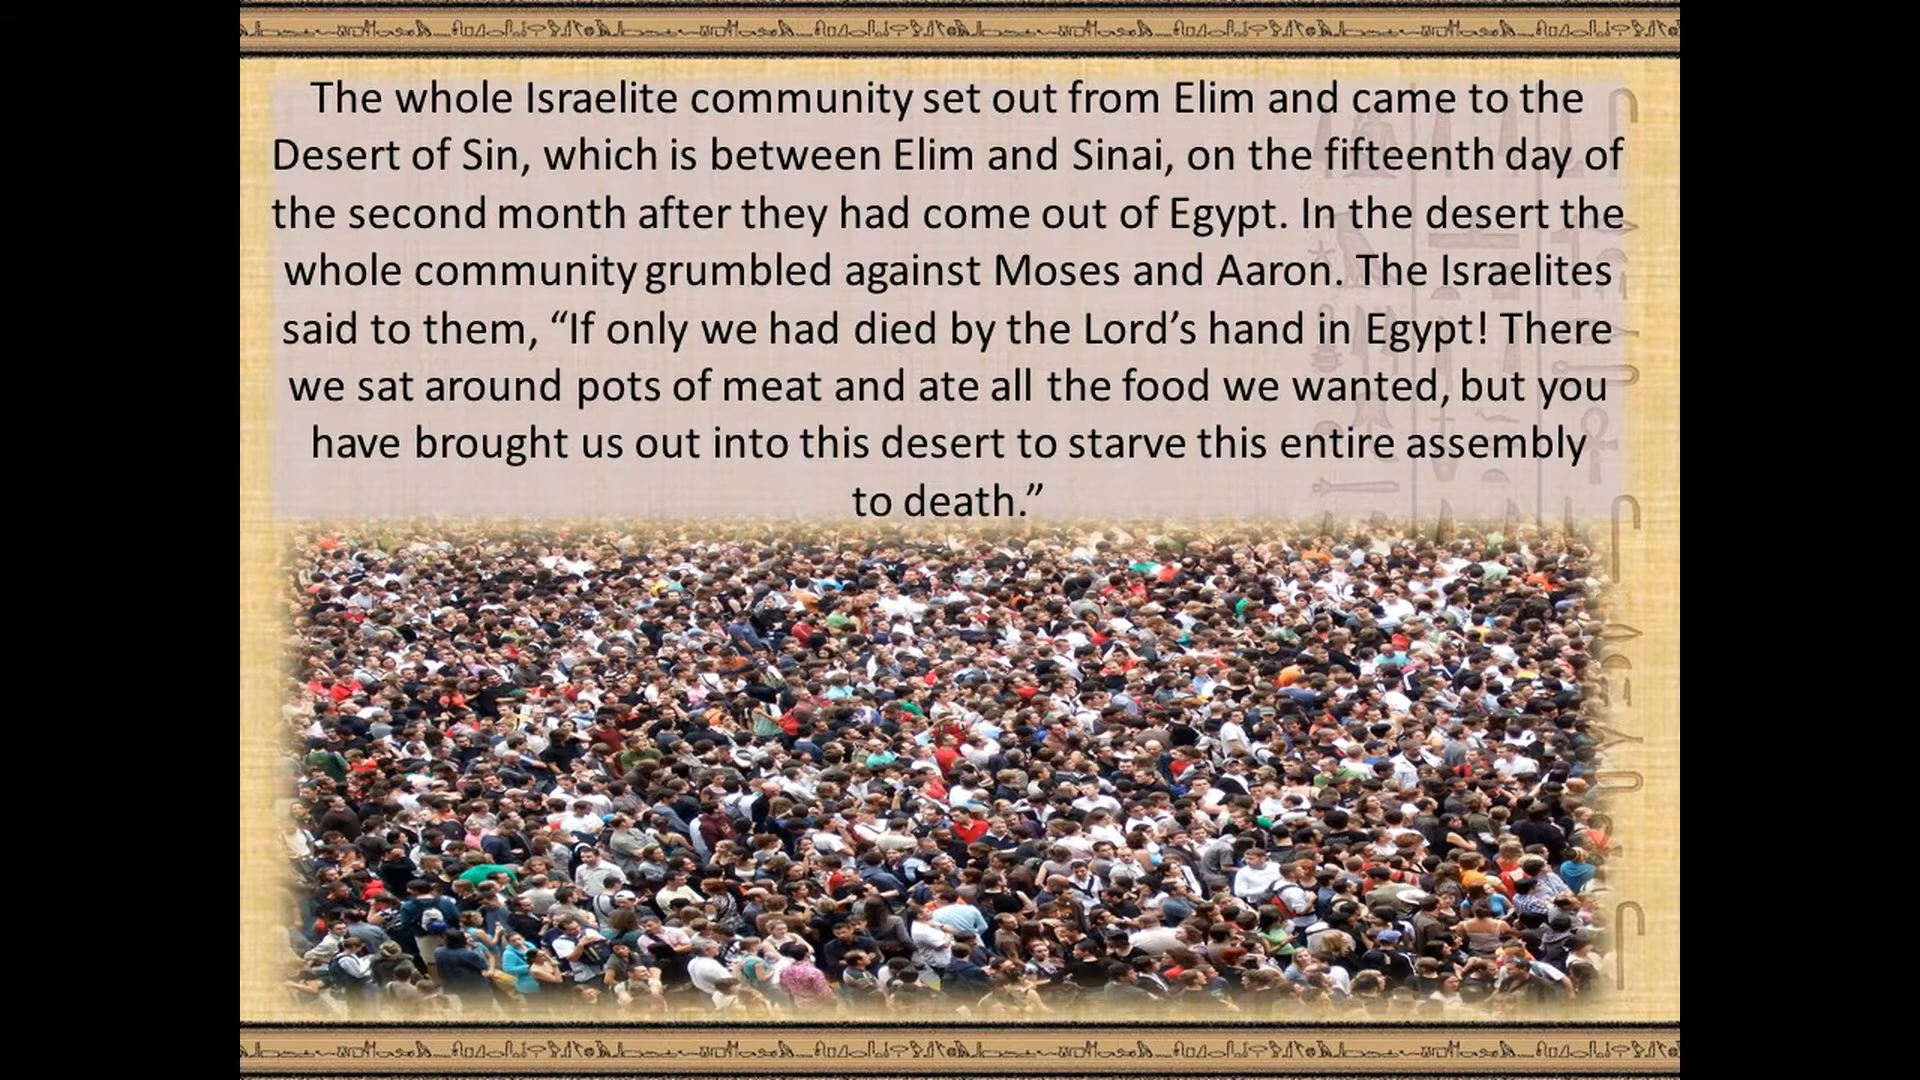 The whole Israelite community set out from Elim and came to the
Desert of Sin, which is between Elim and Sinai, on the fifteenth day of
the second month after they had come out of Egypt. In the desert the
whole community grumbled against Moses and Aaron. The Israelites
said to them, “If only we had died by the Lord’s hand in Egypt! There
we sat around pots of meat and ate all the food we wanted, but you
have brought us out into this desert to starve this entire assembly
to death.”